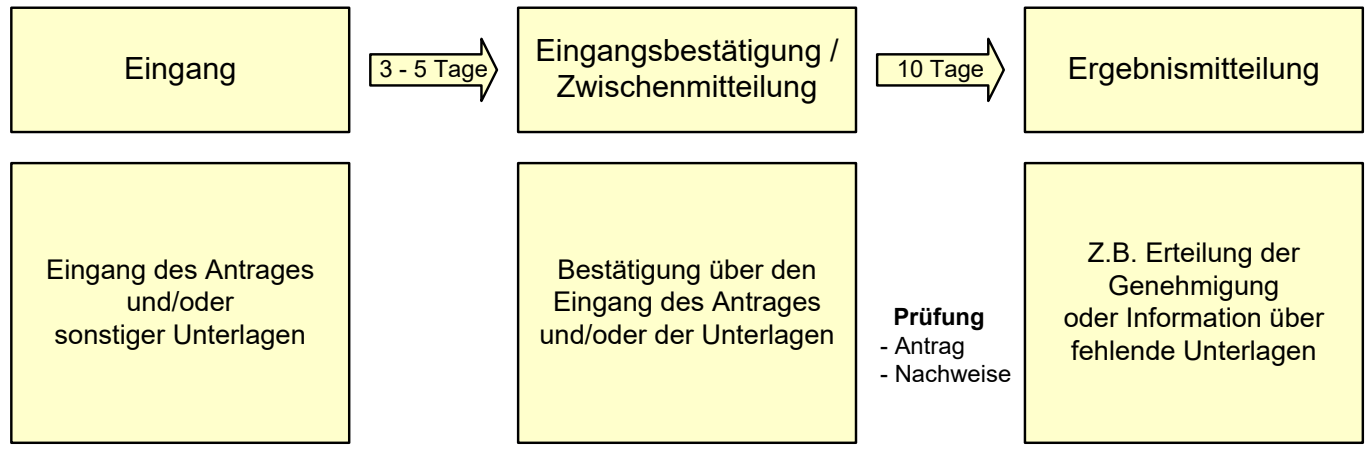 Eingang
3 - 5 Tage
Eingangsbestätigung /
Zwischenmitteilung
10 Tage
Ergebnismitteilung
Eingang des Antrages
und/oder
sonstiger Unterlagen
Bestätigung über den
Eingang des Antrages
und/oder der Unterlagen
Prüfung
- Antrag
- Nachweise
Z.B. Erteilung der
Genehmigung
oder Information über
fehlende Unterlagen